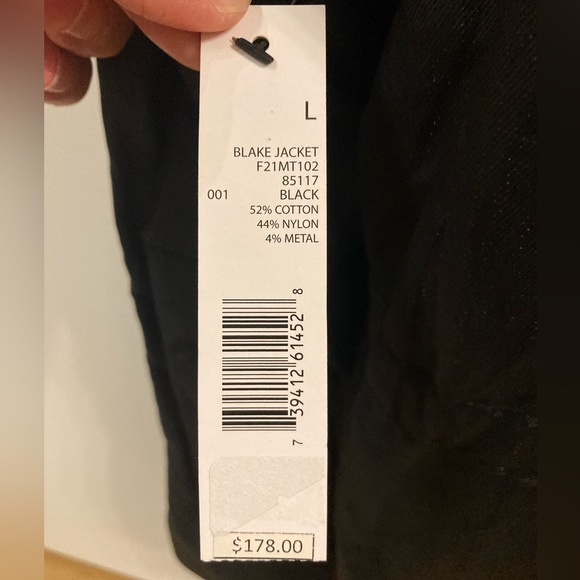 L
BLAKE JACKET
F21MT102
85117
001 BLACK
52% COTTON
44% NYLON
4% METAL
7 39412 61452 8
$178.00